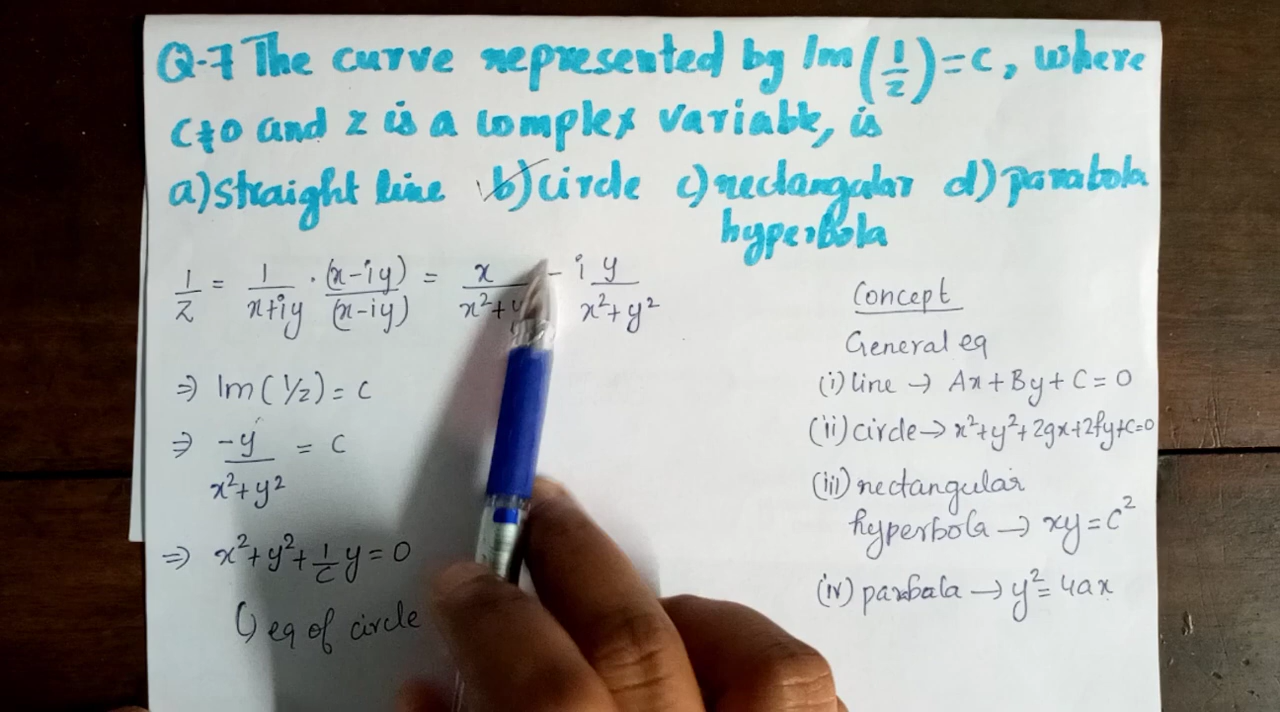 Q-7 The curve represented by Im(1/z)=c, where
c≠0 and z is a complex variable, is
a) straight line b) circle c) rectangular d) parabola
hyperbola
1/z = 1/(x+iy) · (x-iy)/(x-iy) = x/(x²+y - i y/(x²+y²)
⇒ Im(1/z) = c
⇒ -y/(x²+y²) = c
⇒ x²+y²+1/c y = 0
↳ eq of circle
Concept
General eq
(i) line → Ax+By+C=0
(ii) circle → x²+y²+2gx+2fy+c=0
(iii) rectangular
hyperbola → xy=c²
(iv) parabala → y²=4ax